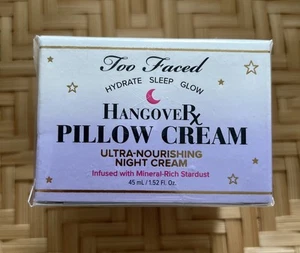 Too Faced
HYDRATE SLEEP GLOW
HANGOVERX
PILLOW CREAM
ULTRA-NOURISHING
NIGHT CREAM
Infused with Mineral-Rich Stardust
45 mL/1.52 Fl. Oz.